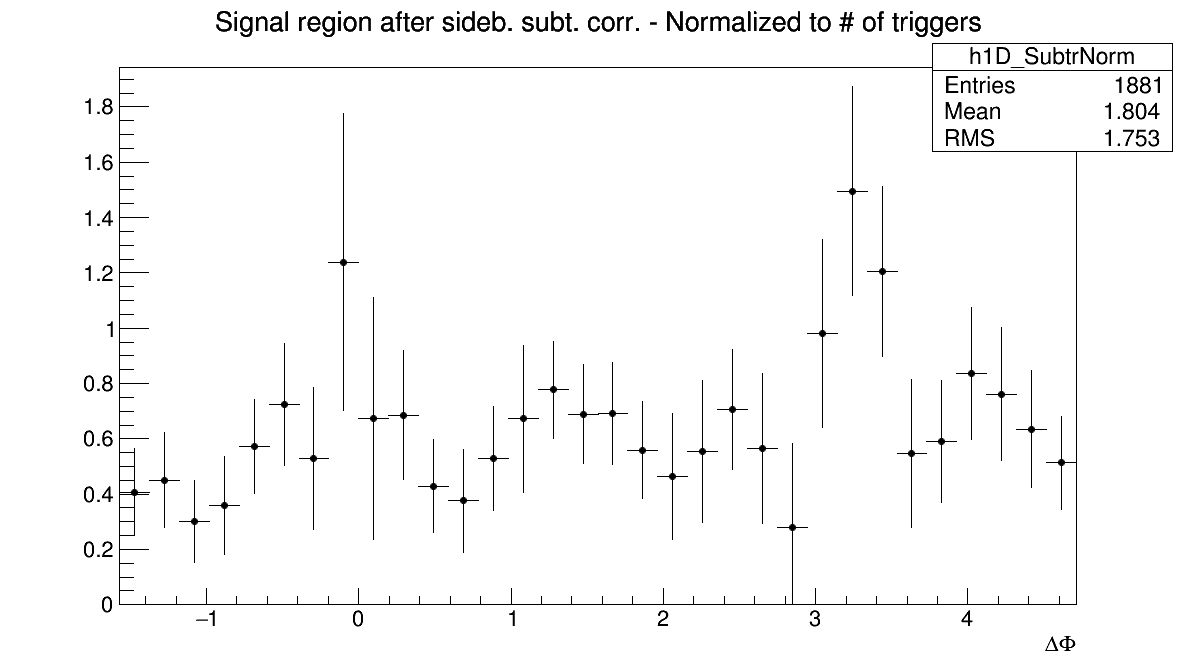 Signal region after sideb. subt. corr. - Normalized to # of triggers
h1D_SubtrNorm
Entries 1881
Mean 1.804
RMS 1.753
1.8
1.6
1.4
1.2
1
0.8
0.6
0.4
0.2
0
−1 0 1 2 3 4
ΔΦ